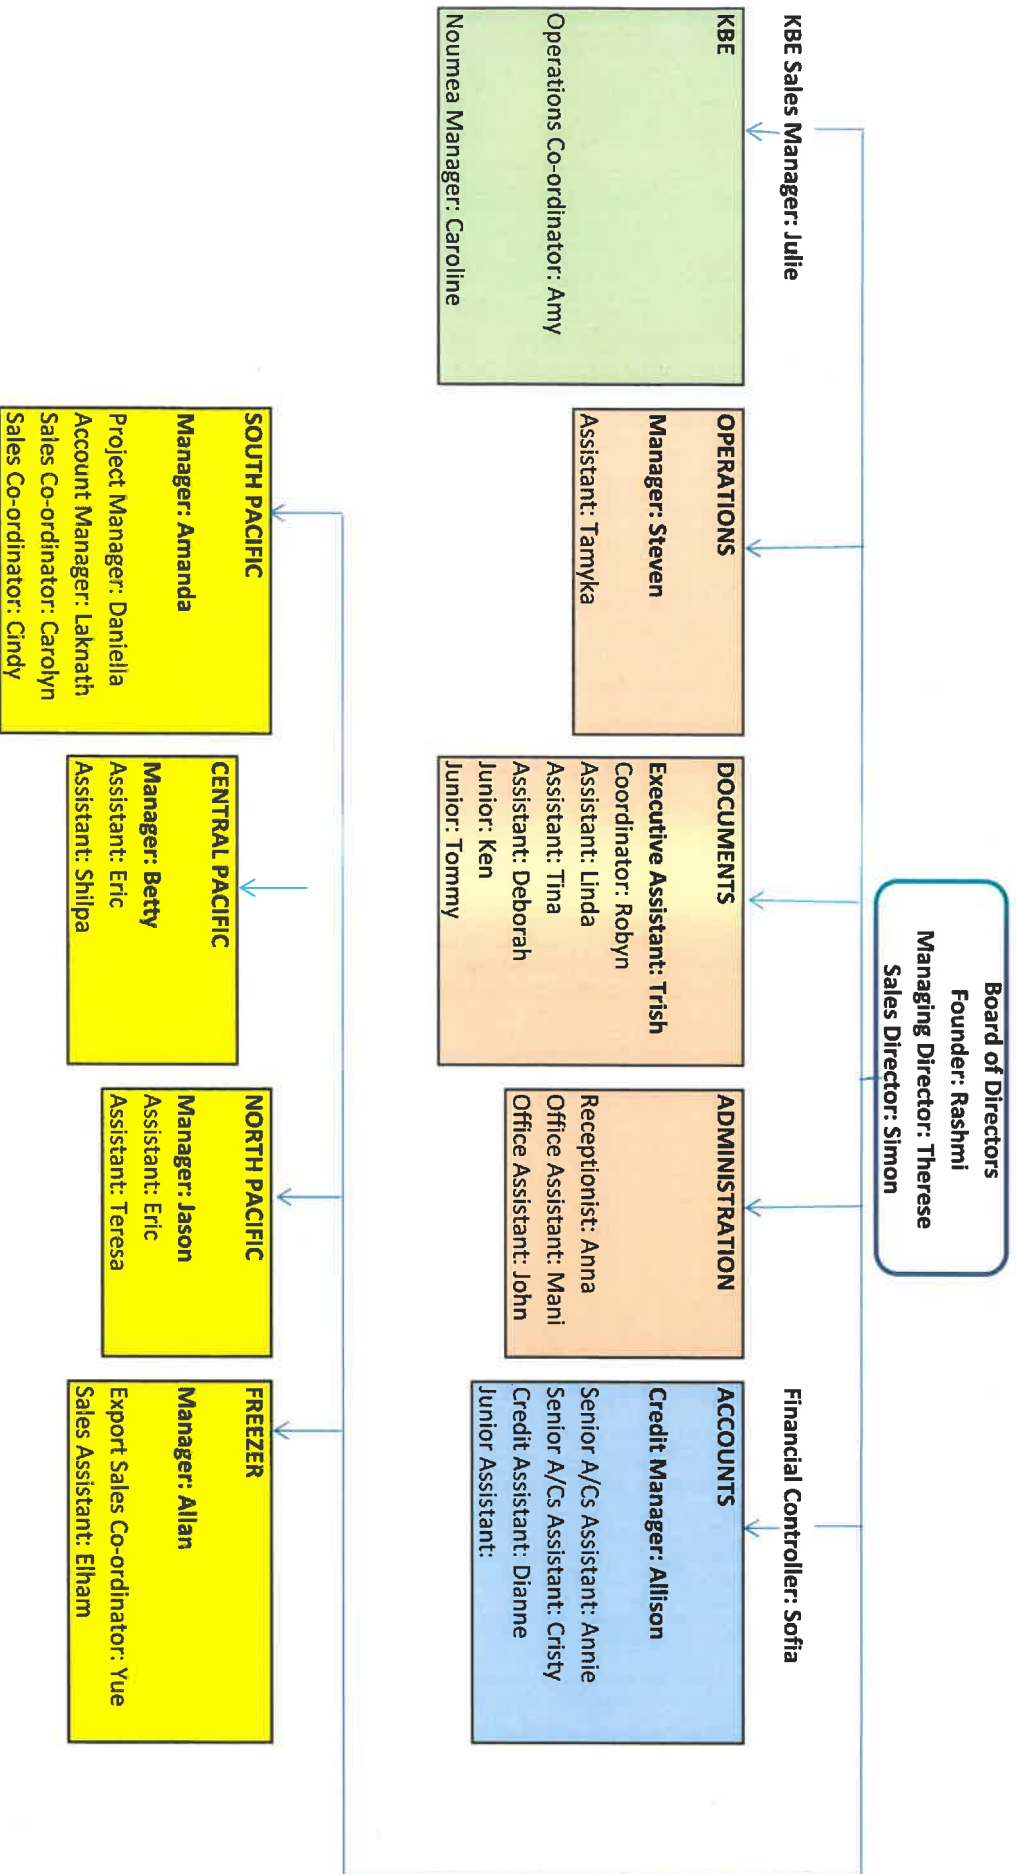 Board of Directors
Founder: Rashmi
Managing Director: Therese
Sales Director: Simon
KBE Sales Manager: Julie
Financial Controller: Sofia
KBE
Operations Co-ordinator: Amy
Noumea Manager: Caroline
OPERATIONS
Manager: Steven
Assistant: Tamyka
DOCUMENTS
Executive Assistant: Trish
Coordinator: Robyn
Assistant: Linda
Assistant: Tina
Assistant: Deborah
Junior: Ken
Junior: Tommy
ADMINISTRATION
Receptionist: Anna
Office Assistant: Mani
Office Assistant: John
ACCOUNTS
Credit Manager: Allison
Senior A/Cs Assistant: Annie
Senior A/Cs Assistant: Cristy
Credit Assistant: Dianne
Junior Assistant:
SOUTH PACIFIC
Manager: Amanda
Project Manager: Daniella
Account Manager: Laknath
Sales Co-ordinator: Carolyn
Sales Co-ordinator: Cindy
CENTRAL PACIFIC
Manager: Betty
Assistant: Eric
Assistant: Shilpa
NORTH PACIFIC
Manager: Jason
Assistant: Eric
Assistant: Teresa
FREEZER
Manager: Allan
Export Sales Co-ordinator: Yue
Sales Assistant: Elham